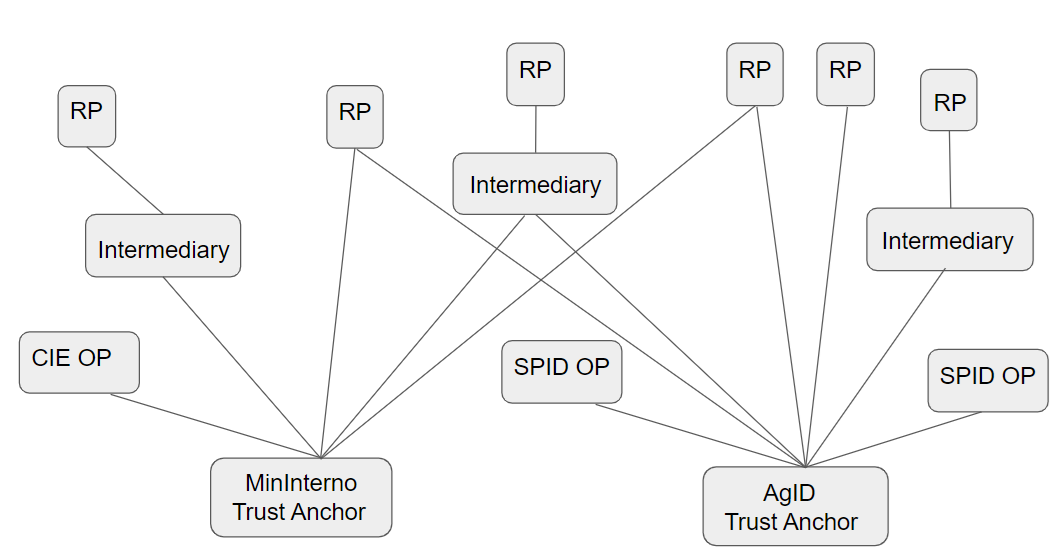 RP
RP
RP
RP
RP
RP
Intermediary
Intermediary
Intermediary
CIE OP
SPID OP
SPID OP
MinInterno
Trust Anchor
AgID
Trust Anchor